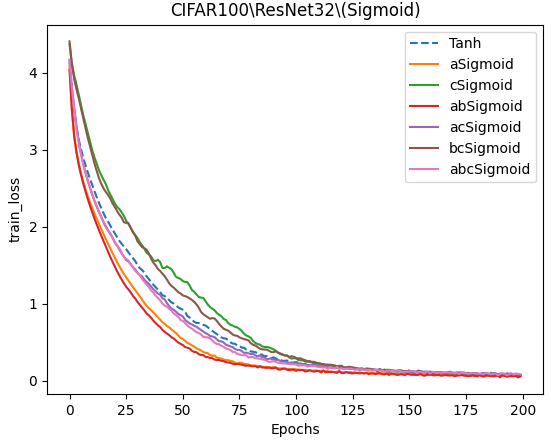 CIFAR100\ResNet32\(Sigmoid)
train_loss
4
3
2
1
0
Tanh
aSigmoid
cSigmoid
abSigmoid
acSigmoid
bcSigmoid
abcSigmoid
0 25 50 75 100 125 150 175 200
Epochs